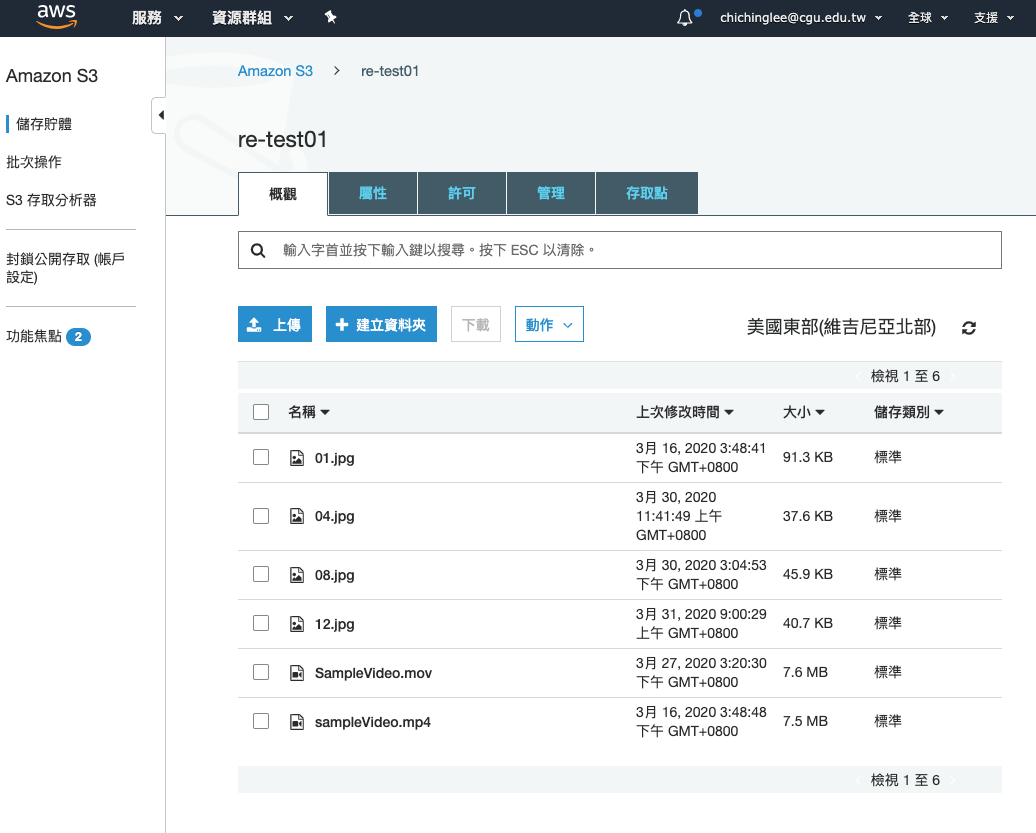 aws 服務 資源群組 chichinglee@cgu.edu.tw 全球 支援
Amazon S3
儲存貯體
批次操作
S3 存取分析器
封鎖公開存取 (帳戶
設定)
功能焦點 2
Amazon S3 > re-test01
re-test01
概觀 屬性 許可 管理 存取點
輸入字首並按下輸入鍵以搜尋。按下 ESC 以清除。
上傳 建立資料夾 下載 動作 美國東部(維吉尼亞北部)
檢視 1 至 6
名稱 上次修改時間 大小 儲存類別
01.jpg 3月 16, 2020 3:48:41 91.3 KB 標準
下午 GMT+0800
04.jpg 3月 30, 2020 37.6 KB 標準
11:41:49 上午
GMT+0800
08.jpg 3月 30, 2020 3:04:53 45.9 KB 標準
下午 GMT+0800
12.jpg 3月 31, 2020 9:00:29 40.7 KB 標準
上午 GMT+0800
SampleVideo.mov 3月 27, 2020 3:20:30 7.6 MB 標準
下午 GMT+0800
sampleVideo.mp4 3月 16, 2020 3:48:48 7.5 MB 標準
下午 GMT+0800
檢視 1 至 6